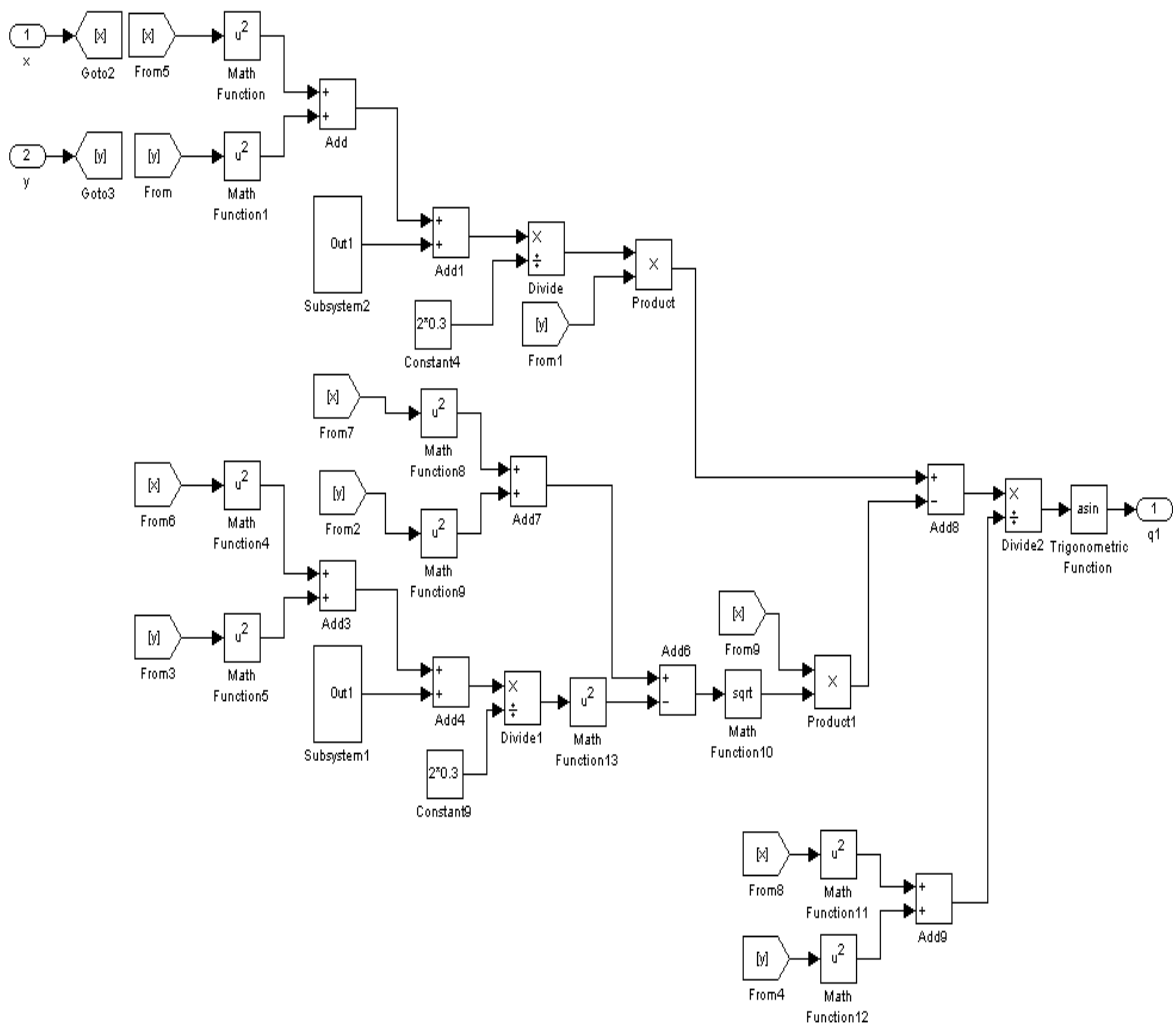 1
x
[x]
Goto2
[x]
From5
u²
Math
Function
+
+
Add
2
y
[y]
Goto3
[y]
From
u²
Math
Function1
Out1
Subsystem2
+
+
Add1
×
÷
Divide
2*0.3
Constant4
[y]
From1
×
Product
[x]
From7
u²
Math
Function8
[y]
From2
u²
Math
Function9
+
+
Add7
[x]
From6
u²
Math
Function4
[y]
From3
u²
Math
Function5
+
+
Add3
Out1
Subsystem1
+
+
Add4
×
÷
Divide1
2*0.3
Constant9
u²
Math
Function13
Add6
+
−
sqrt
Math
Function10
[x]
From9
×
Product1
+
−
Add8
×
÷
Divide2
asin
Trigonometric
Function
1
q1
[x]
From8
u²
Math
Function11
[y]
From4
u²
Math
Function12
+
+
Add9